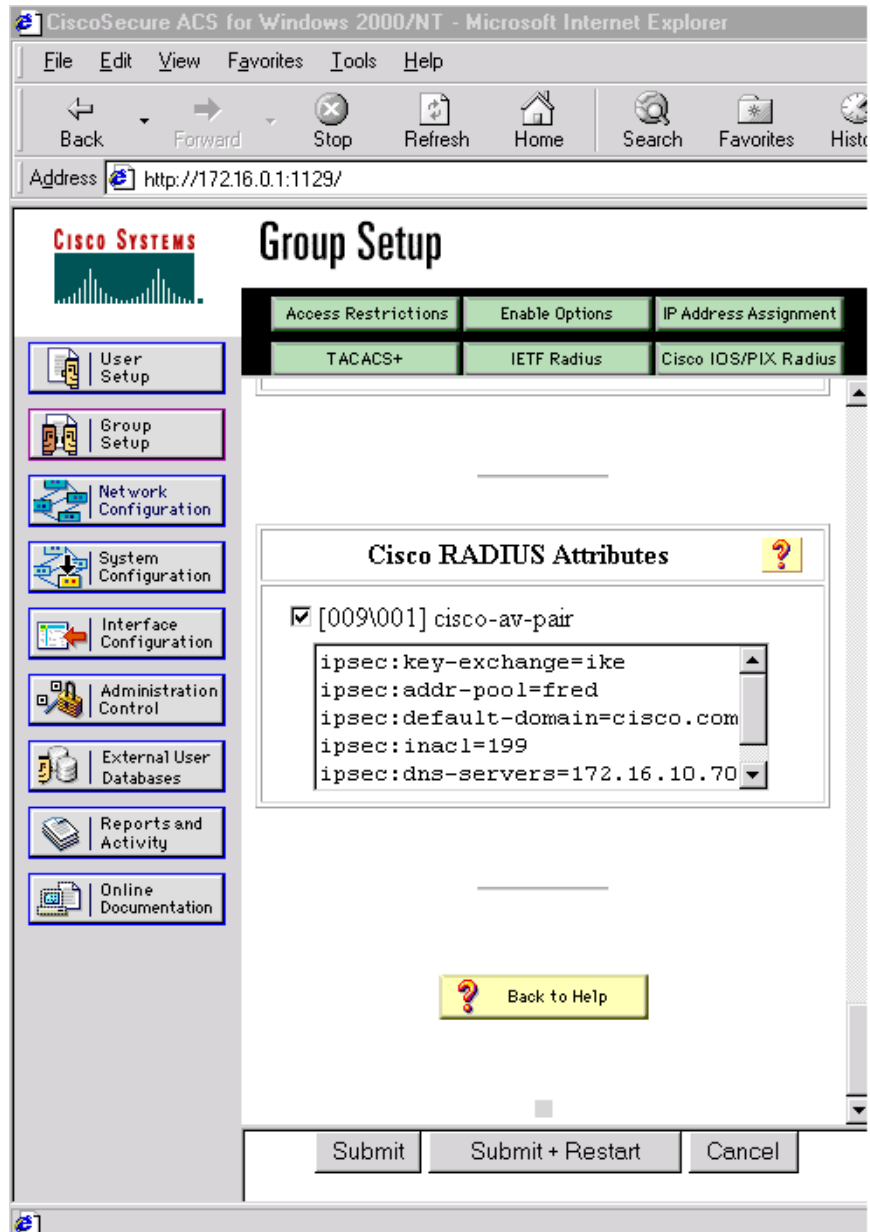 CiscoSecure ACS for Windows 2000/NT - Microsoft Internet Explorer
File Edit View Favorites Tools Help
Back Forward Stop Refresh Home Search Favorites
Address http://172.16.0.1:1129/
CISCO SYSTEMS
Group Setup
Access Restrictions Enable Options IP Address Assignment
TACACS+ IETF Radius Cisco IOS/PIX Radius
User
Setup
Group
Setup
Network
Configuration
System
Configuration
Interface
Configuration
Administration
Control
External User
Databases
Reports and
Activity
Online
Documentation
Cisco RADIUS Attributes
?
[009\001] cisco-av-pair
ipsec:key-exchange=ike
ipsec:addr-pool=fred
ipsec:default-domain=cisco.com
ipsec:inacl=199
ipsec:dns-servers=172.16.10.70
? Back to Help
Submit Submit + Restart Cancel